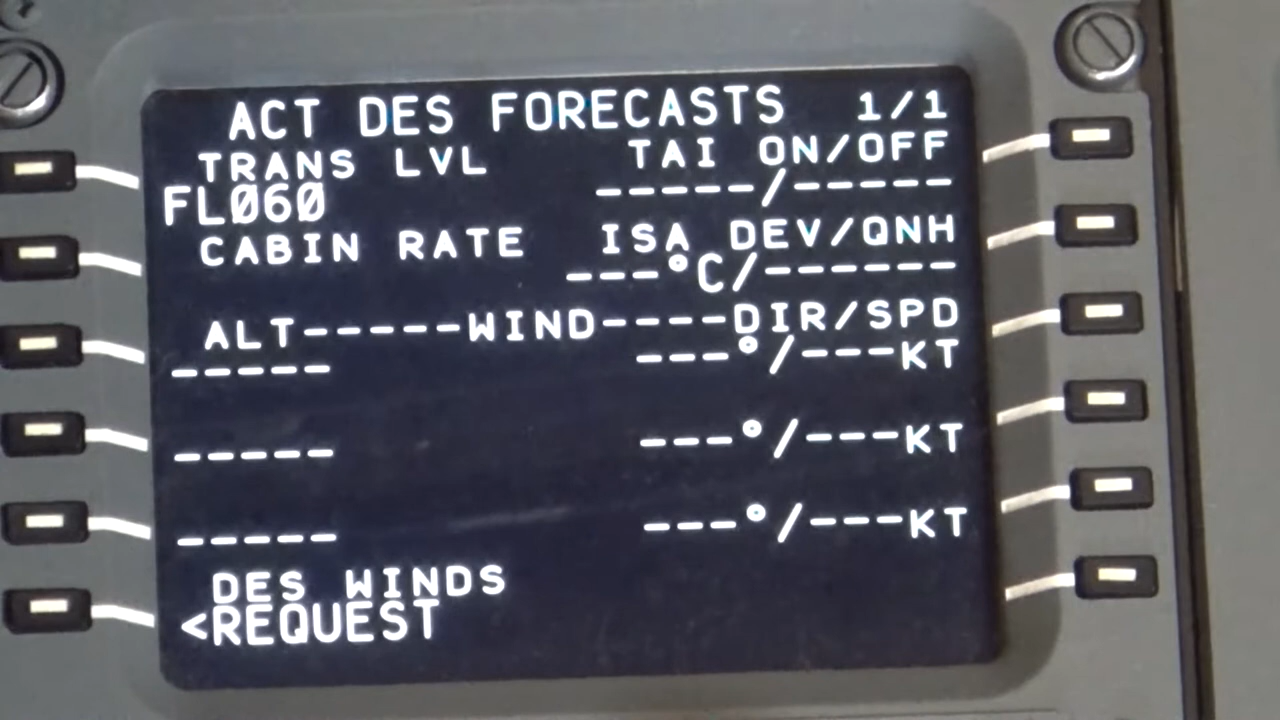 ACT DES FORECASTS 1/1
TRANS LVL TAI ON/OFF
FL060 -----/-----
CABIN RATE ISA DEV/QNH
---°C/------
ALT-----WIND----DIR/SPD
----- ---°/---KT
----- ---°/---KT
----- ---°/---KT
DES WINDS
<REQUEST